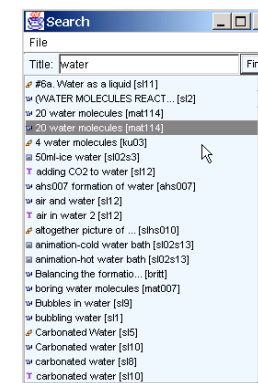 Search
File
Title: water Fin
#6a. Water as a liquid [sl11]
(WATER MOLECULES REACT... [sl2]
20 water molecules [mat114]
20 water molecules [mat114]
4 water molecules [ku03]
50ml-ice water [sl02s3]
adding CO2 to water [sl12]
ahs007 formation of water [ahs007]
air and water [sl12]
air in water 2 [sl12]
altogether picture of ... [slhs010]
animation-cold water bath [sl02s13]
animation-hot water bath [sl02s13]
Balancing the formatio... [britt]
boring water molecules [mat007]
Bubbles in water [sl9]
bubbling water [sl1]
Carbonated Water [sl5]
Carbonated water [sl10]
carbonated water [sl8]
carbonated water [sl10]